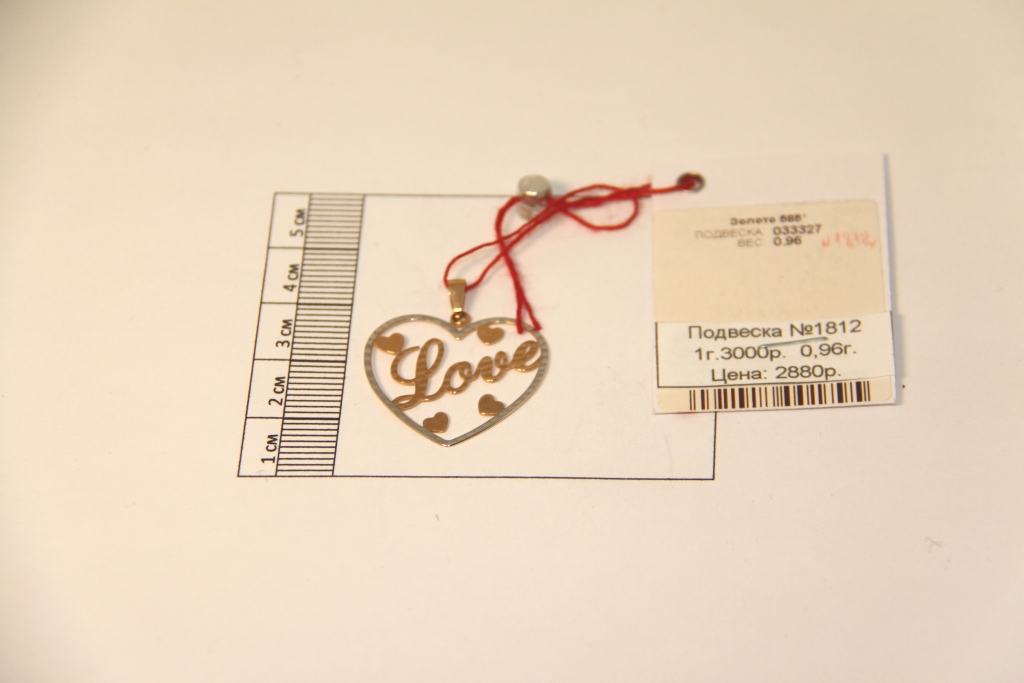 5 см
4 см
3 см
2 см
1 см
Love
Золото 585*
ПОДВЕСКА 033327
ВЕС 0.96
№1812
Подвеска №1812
1г.3000р. 0,96г.
Цена: 2880р.